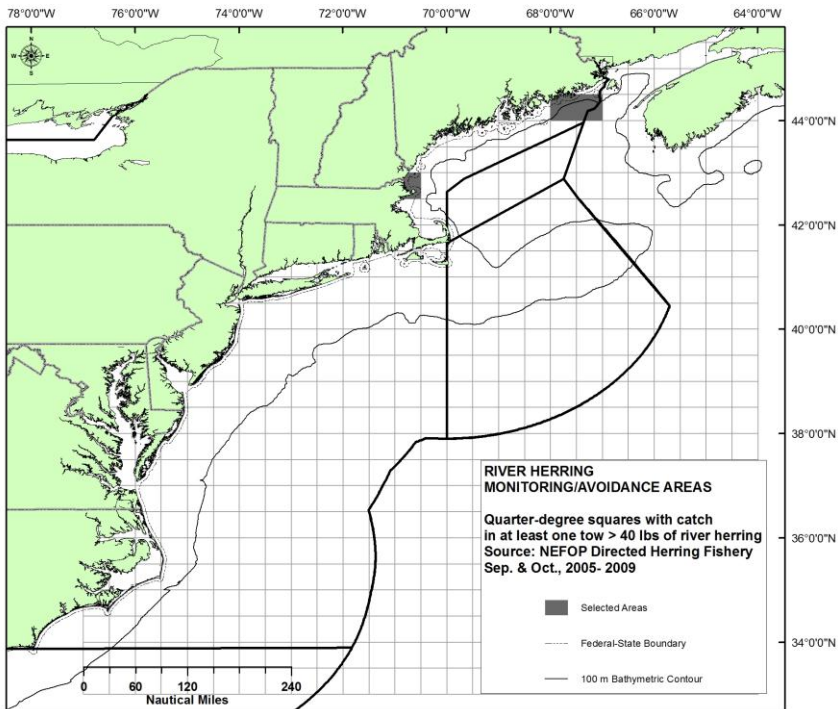 78°0'0"W 76°0'0"W 74°0'0"W 72°0'0"W 70°0'0"W 68°0'0"W 66°0'0"W 64°0'0"W
N
W E
S
44°0'0"N
42°0'0"N
40°0'0"N
38°0'0"N
36°0'0"N
34°0'0"N
RIVER HERRING
MONITORING/AVOIDANCE AREAS
Quarter-degree squares with catch
in at least one tow > 40 lbs of river herring
Source: NEFOP Directed Herring Fishery
Sep. & Oct., 2005- 2009
Selected Areas
Federal-State Boundary
100 m Bathymetric Contour
0 60 120 240
Nautical Miles